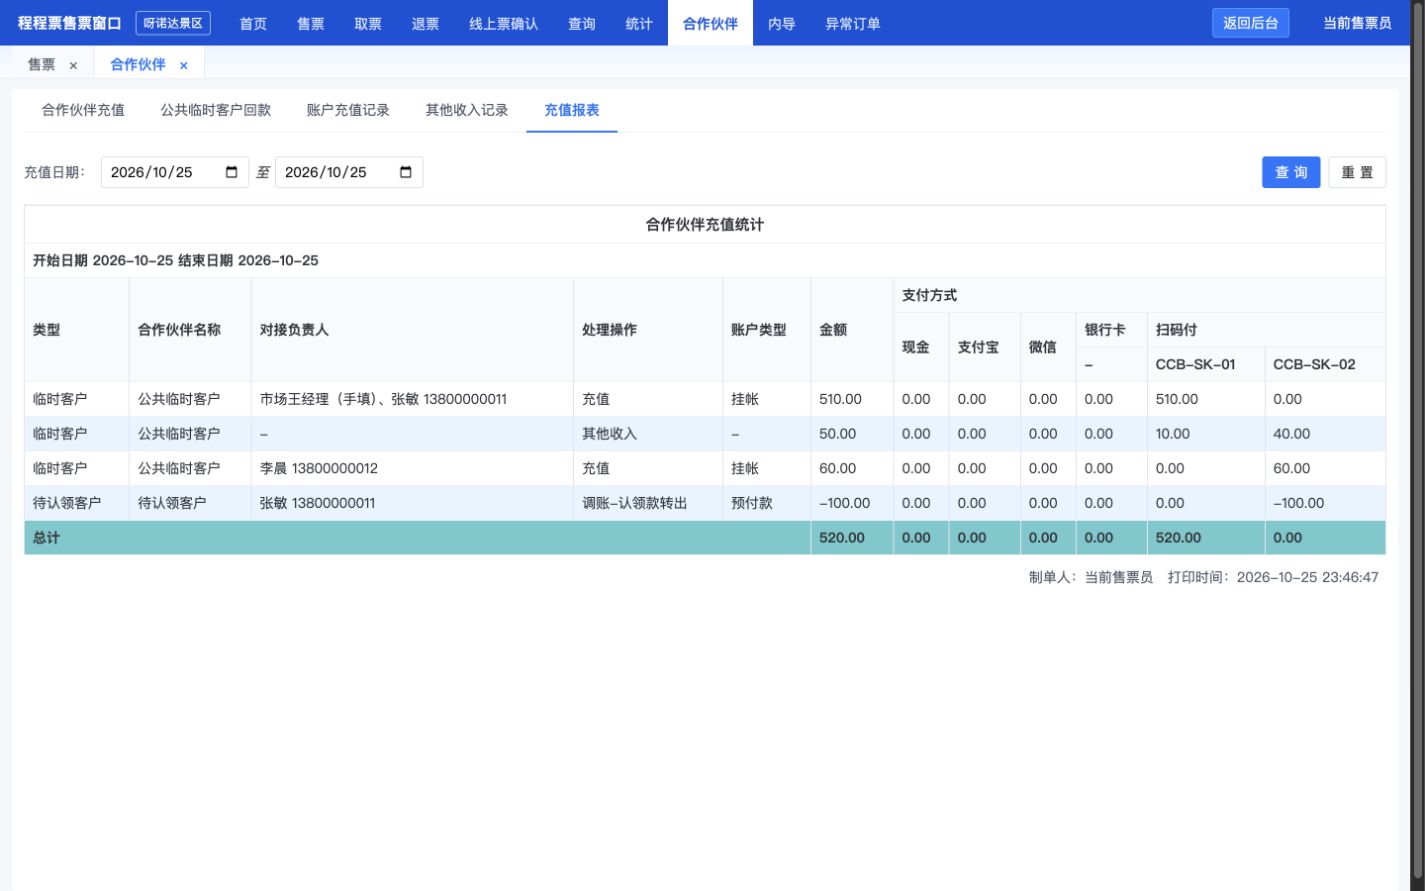 程程票售票窗口 呀诺达景区 首页 售票 取票 退票 线上票确认 查询 统计 合作伙伴 内导 异常订单 返回后台 当前售票员
售票 × 合作伙伴 ×
合作伙伴充值 公共临时客户回款 账户充值记录 其他收入记录 充值报表
充值日期： 2026/10/25 至 2026/10/25 查 询 重 置
合作伙伴充值统计
开始日期 2026-10-25 结束日期 2026-10-25
类型 合作伙伴名称 对接负责人 处理操作 账户类型 金额 支付方式
现金 支付宝 微信 银行卡 扫码付
- CCB-SK-01 CCB-SK-02
临时客户 公共临时客户 市场王经理（手填）、张敏 13800000011 充值 挂帐 510.00 0.00 0.00 0.00 0.00 510.00 0.00
临时客户 公共临时客户 - 其他收入 - 50.00 0.00 0.00 0.00 0.00 10.00 40.00
临时客户 公共临时客户 李晨 13800000012 充值 挂帐 60.00 0.00 0.00 0.00 0.00 0.00 60.00
待认领客户 待认领客户 张敏 13800000011 调账-认领款转出 预付款 -100.00 0.00 0.00 0.00 0.00 0.00 -100.00
总计 520.00 0.00 0.00 0.00 0.00 520.00 0.00
制单人：当前售票员 打印时间：2026-10-25 23:46:47